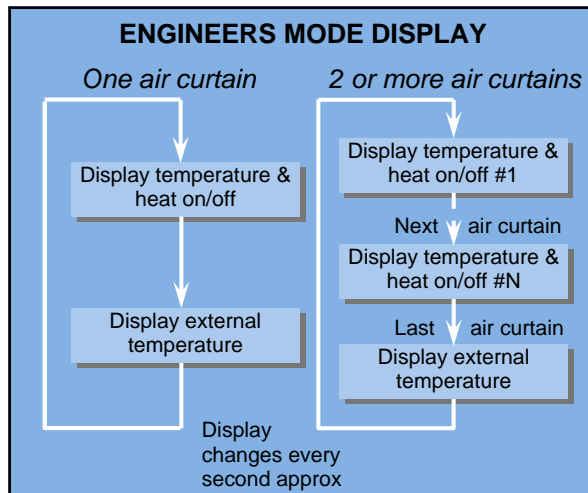 ENGINEERS MODE DISPLAY
One air curtain
Display temperature &
heat on/off
Display external
temperature
2 or more air curtains
Display temperature &
heat on/off #1
Next air curtain
Display temperature &
heat on/off #N
Last air curtain
Display external
temperature
Display
changes every
second approx